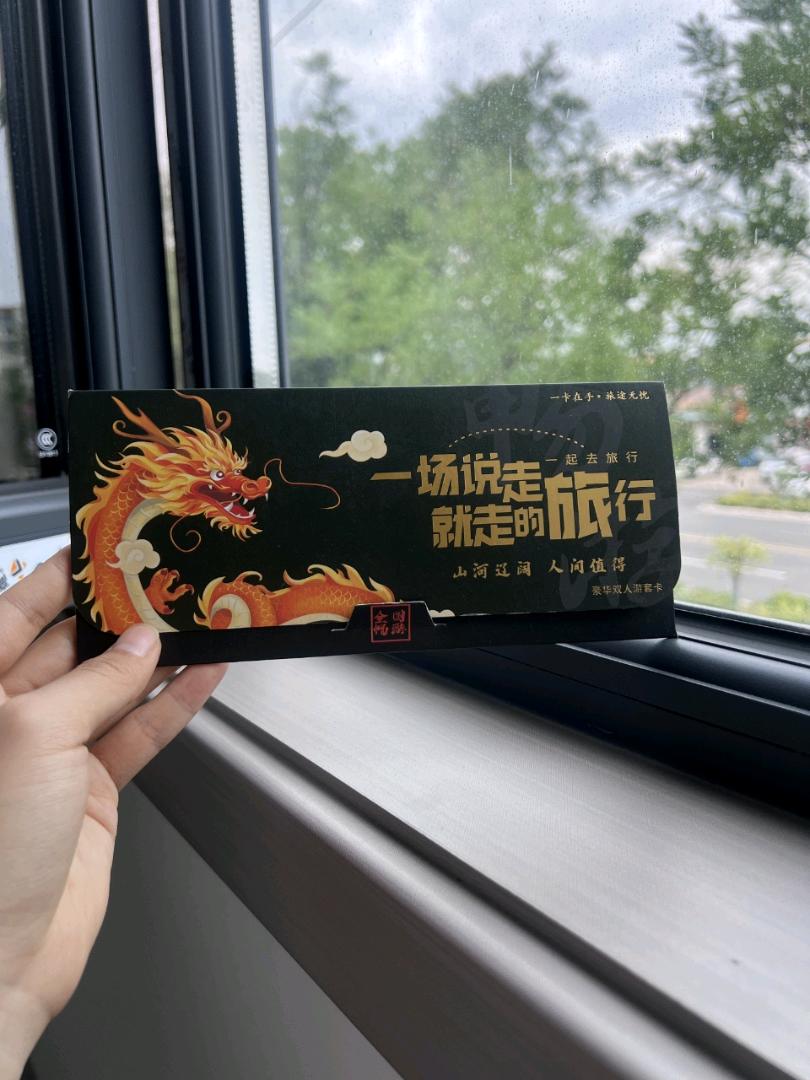 一卡在手·旅途无忧
一起去旅行
一场说走
就走的旅行
山河辽阔 人间值得
豪华双人游套卡